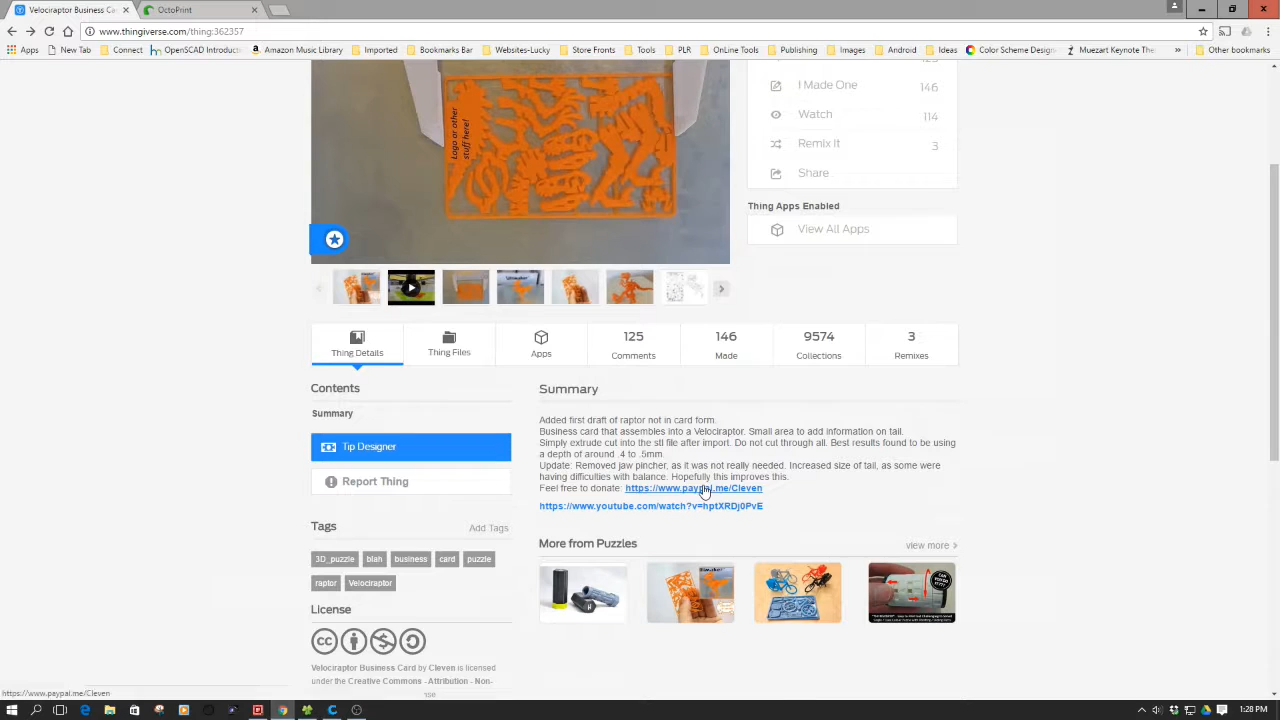 Velociraptor Business Ca
OctoPrint
www.thingiverse.com/thing:362357
Apps
New Tab
Connect
Amazon Music Library
Imported
Bookmarks Bar
Websites-Lucky
Store Fonts
Tools
PLR
Online Tools
Publishing
Images
Android
Ideas
Color Scheme Design
Muezart Keynote The
»
Other bookmarks
Logo or other
stuff here!
I Made One 146
Watch 114
Remix It 3
Share
Thing Apps Enabled
View All Apps
Thing Details
Thing Files
Apps
125
Comments
146
Made
9574
Collections
3
Remixes
Contents
Summary
Tip Designer
Report Thing
Tags
Add Tags
3D_puzzle blah business card puzzle
raptor Velociraptor
License
Velociraptor Business Card by Cleven is licensed
under the Creative Commons - Attribution - Non-
Summary
Added first draft of raptor not in card form.
Business card that assembles into a Velociraptor. Small area to add information on tail.
Simply extrude cut into the stl file after import. Do not cut through all. Best results found to be using
a depth of around .4 to .5mm.
Update: Removed jaw pincher, as it was not really needed. Increased size of tail, as some were
having difficulties with balance. Hopefully this improves this.
Feel free to donate: https://www.paypal.me/Cleven
https://www.youtube.com/watch?v=hptXRDj0PvE
More from Puzzles
view more
https://www.paypal.me/Cleven
1:28 PM